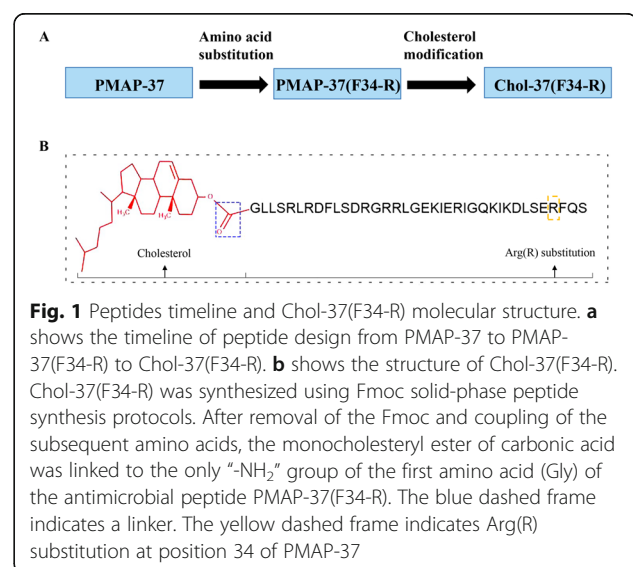 A
Amino acid substitution
Cholesterol modification
PMAP-37
PMAP-37(F34-R)
Chol-37(F34-R)
B
H₃C
H₃C
O
O
GLLSRLRDFLSDRGRRLGEKIERIGQKIKDLSERFQS
Cholesterol
Arg(R) substitution
Fig. 1 Peptides timeline and Chol-37(F34-R) molecular structure. a
shows the timeline of peptide design from PMAP-37 to PMAP-
37(F34-R) to Chol-37(F34-R). b shows the structure of Chol-37(F34-R).
Chol-37(F34-R) was synthesized using Fmoc solid-phase peptide
synthesis protocols. After removal of the Fmoc and coupling of the
subsequent amino acids, the monocholesteryl ester of carbonic acid
was linked to the only “-NH₂” group of the first amino acid (Gly) of
the antimicrobial peptide PMAP-37(F34-R). The blue dashed frame
indicates a linker. The yellow dashed frame indicates Arg(R)
substitution at position 34 of PMAP-37